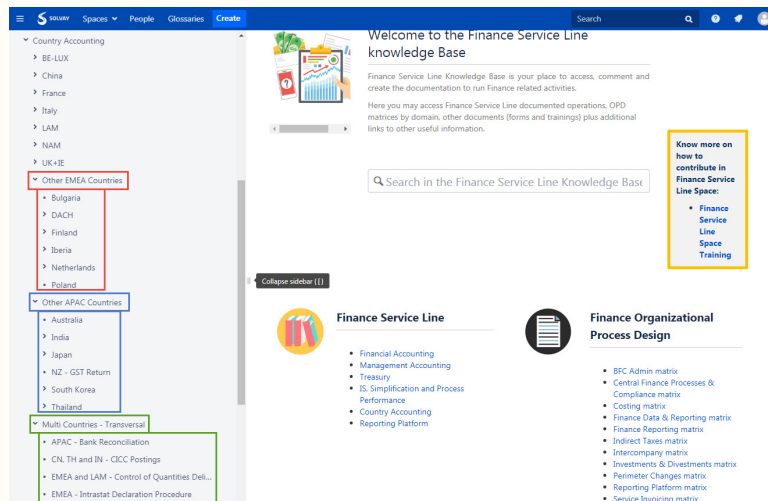 SOLVAY Spaces People Glossaries Create Search
Country Accounting
BE-LUX
China
France
Italy
LAM
NAM
UK+IE
Other EMEA Countries
Bulgaria
DACH
Finland
Iberia
Netherlands
Poland
Other APAC Countries
Australia
India
Japan
NZ - GST Return
South Korea
Thailand
Multi Countries - Transversal
APAC - Bank Reconciliation
CN, TH and IN - CICC Postings
EMEA and LAM - Control of Quantities Deli...
EMEA - Intrastat Declaration Procedure
Collapse sidebar ( [ )
Welcome to the Finance Service Line
knowledge Base
Finance Service Line Knowledge Base is your place to access, comment and
create the documentation to run Finance related activities.
Here you may access Finance Service Line documented operations, OPD
matrices by domain, other documents (forms and trainings) plus additional
links to other useful information.
Search in the Finance Service Line Knowledge Base
Know more on
how to
contribute in
Finance Service
Line Space:
Finance
Service
Line
Space
Training
Finance Service Line
Financial Accounting
Management Accounting
Treasury
IS, Simplification and Process
Performance
Country Accounting
Reporting Platform
Finance Organizational
Process Design
BFC Admin matrix
Central Finance Processes &
Compliance matrix
Costing matrix
Finance Data & Reporting matrix
Finance Reporting matrix
Indirect Taxes matrix
Intercompany matrix
Investments & Divestments matrix
Perimeter Changes matrix
Reporting Platform matrix
Service Invoicing matrix